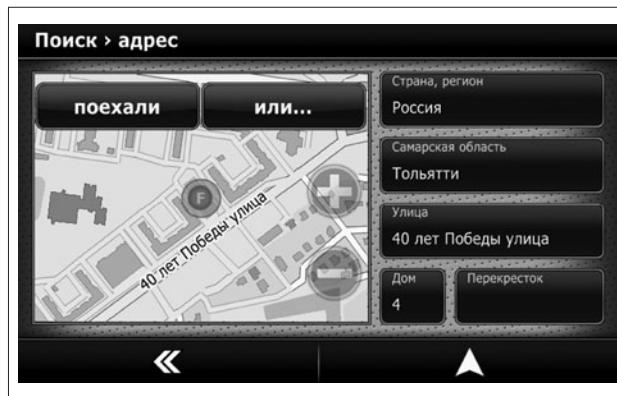 Поиск › адрес
поехали
или...
F
40 лет Победы улица
Страна, регион
Россия
Самарская область
Тольятти
Улица
40 лет Победы улица
Дом
4
Перекресток